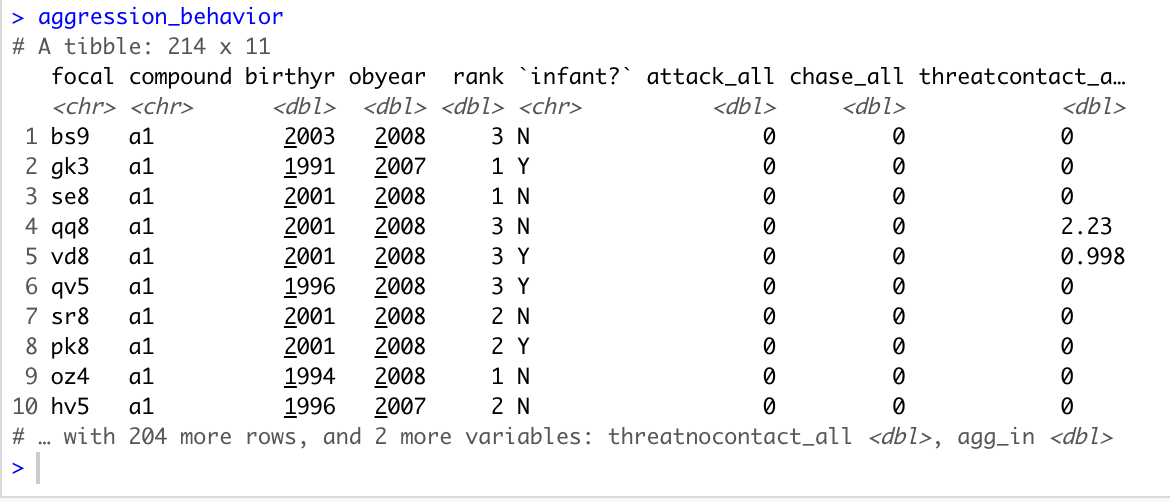 > aggression_behavior
# A tibble: 214 x 11
focal compound birthyr obyear rank `infant?` attack_all chase_all threatcontact_a…
<chr> <chr> <dbl> <dbl> <dbl> <chr> <dbl> <dbl> <dbl>
1 bs9 a1 2003 2008 3 N 0 0 0
2 gk3 a1 1991 2007 1 Y 0 0 0
3 se8 a1 2001 2008 1 N 0 0 0
4 qq8 a1 2001 2008 3 N 0 0 2.23
5 vd8 a1 2001 2008 3 Y 0 0 0.998
6 qv5 a1 1996 2008 3 Y 0 0 0
7 sr8 a1 2001 2008 2 N 0 0 0
8 pk8 a1 2001 2008 2 Y 0 0 0
9 oz4 a1 1994 2008 1 N 0 0 0
10 hv5 a1 1996 2007 2 N 0 0 0
# … with 204 more rows, and 2 more variables: threatnocontact_all <dbl>, agg_in <dbl>
>